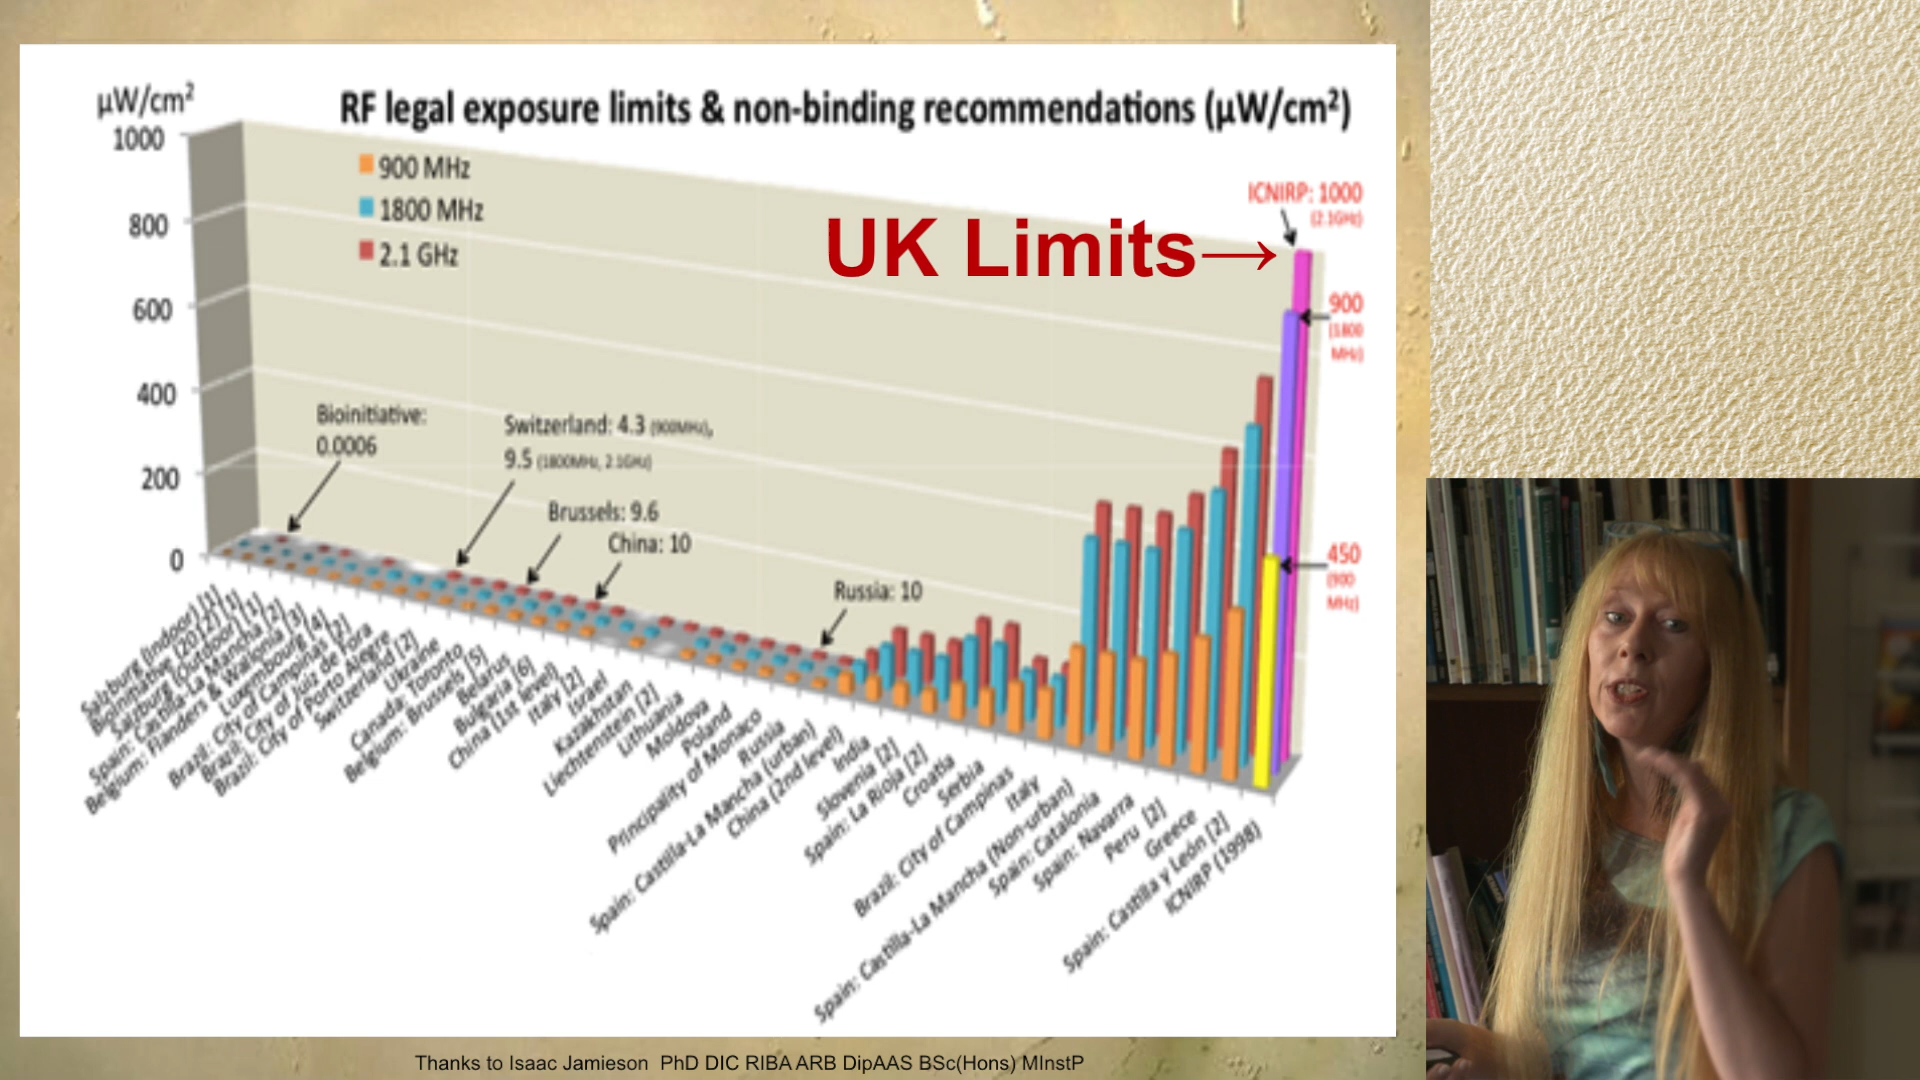 µW/cm²
RF legal exposure limits & non-binding recommendations (µW/cm²)
1000
800
600
400
200
0
900 MHz
1800 MHz
2.1 GHz
UK Limits→
ICNIRP: 1000
(2.1GHz)
900
(1800
MHz)
450
(900
MHz)
Bioinitiative:
0.0006
Switzerland: 4.3 (900MHz),
9.5 (1800MHz, 2.1GHz)
Brussels: 9.6
China: 10
Russia: 10
Salzburg (indoor) [1]
Bioinitiative (2012) [1]
Salzburg (Outdoor) [1]
Spain: Castilla-La Mancha [2]
Belgium: Flanders & Walonia [3]
Luxembourg [4]
Brazil: City of Campinas [2]
Brazil: City of Juiz de Fora
Brazil: City of Porto Alegre
Switzerland [2]
Ukraine
Canada: Toronto
Belgium: Brussels [5]
Belarus
Bulgaria [6]
China (1st level)
Italy [2]
Israel
Kazakhstan
Liechtenstein [2]
Lithuania
Moldova
Poland
Principality of Monaco
Russia
Spain: Castilla-La Mancha (urban)
China (2nd level)
India
Slovenia [2]
Spain: La Rioja [2]
Croatia
Serbia
Brazil: City of Campinas
Italy
Spain: Castilla-La Mancha (Non-urban)
Spain: Catalonia
Spain: Navarra
Peru [2]
Greece
Spain: Castilla y León [2]
ICNIRP (1998)
Thanks to Isaac Jamieson PhD DIC RIBA ARB DipAAS BSc(Hons) MInstP